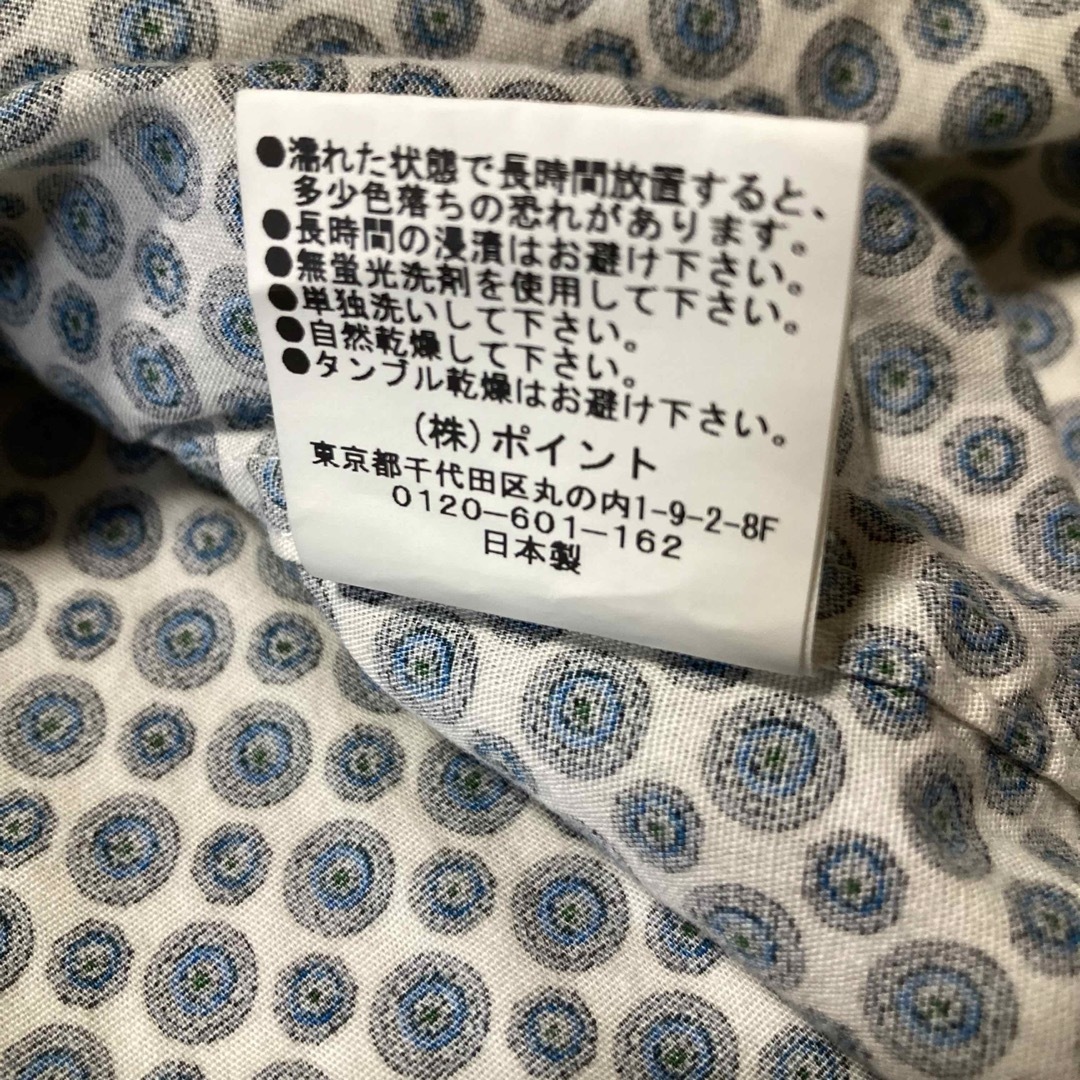 ●濡れた状態で長時間放置すると、
多少色落ちの恐れがあります。
●長時間の浸漬はお避け下さい。
●無蛍光洗剤を使用して下さい。
●単独洗いして下さい。
●自然乾燥して下さい。
●タンブル乾燥はお避け下さい。
(株)ポイント
東京都千代田区丸の内1-9-2-8F
0120-601-162
日本製